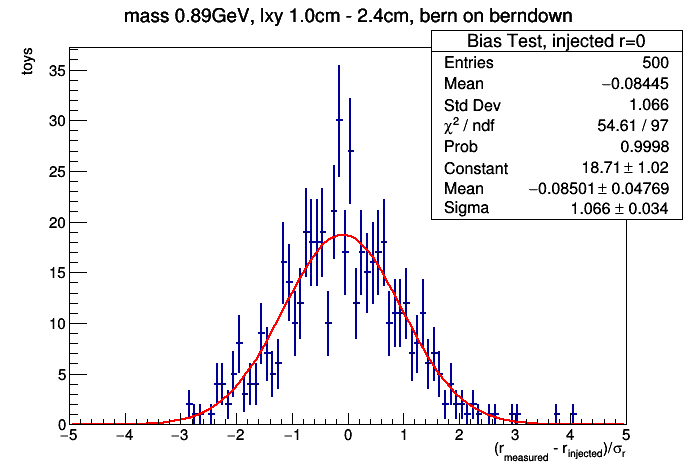 mass 0.89GeV, lxy 1.0cm - 2.4cm, bern on berndown
toys
Bias Test, injected r=0
Entries 500
Mean −0.08445
Std Dev 1.066
χ² / ndf 54.61 / 97
Prob 0.9998
Constant 18.71 ± 1.02
Mean −0.08501 ± 0.04769
Sigma 1.066 ± 0.034
35
30
25
20
15
10
5
0
−5 −4 −3 −2 −1 0 1 2 3 4 5
(r_measured - r_injected)/σ_r